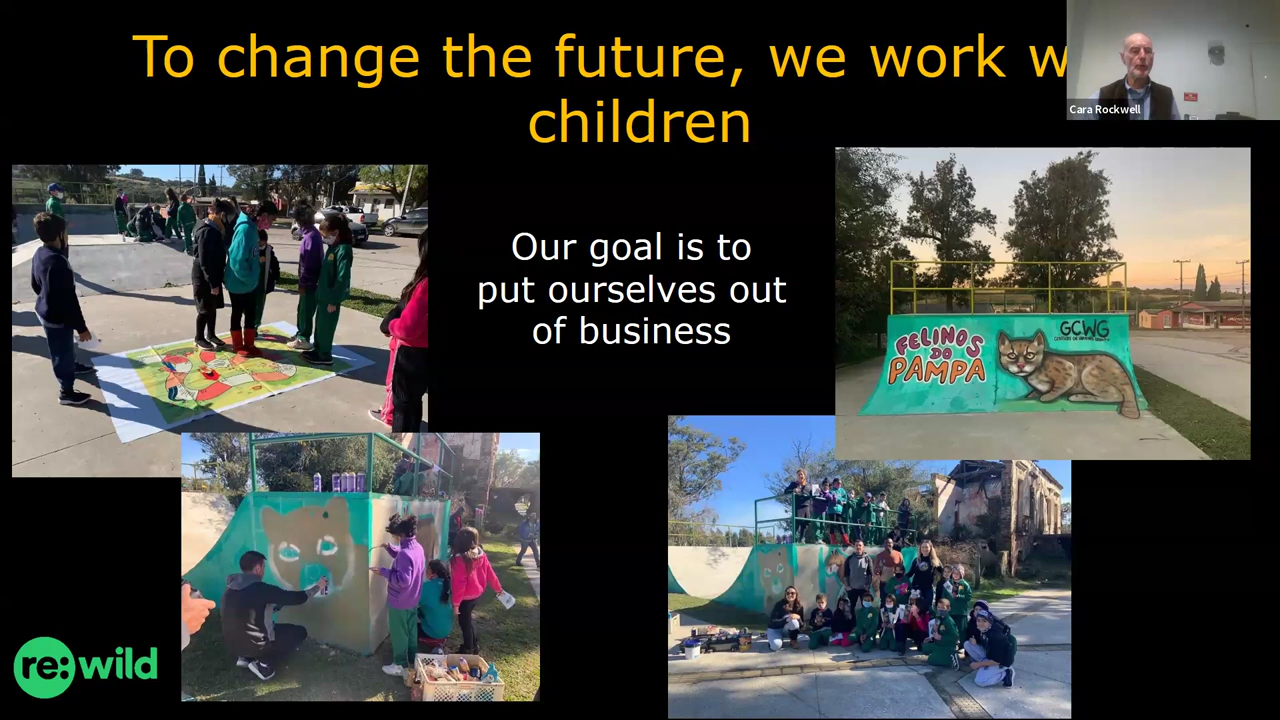 To change the future, we work w
children
Cara Rockwell
Our goal is to
put ourselves out
of business
FELINOS
DO
PAMPA
GCWG
re:wild